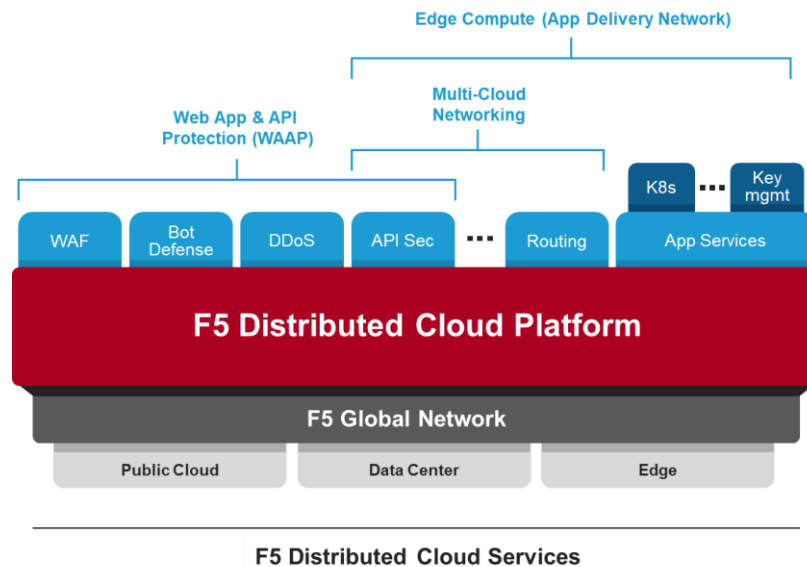 Edge Compute (App Delivery Network)
Multi-Cloud
Networking
Web App & API
Protection (WAAP)
K8s
Key
mgmt
WAF
Bot
Defense
DDoS
API Sec
Routing
App Services
F5 Distributed Cloud Platform
F5 Global Network
Public Cloud
Data Center
Edge
F5 Distributed Cloud Services